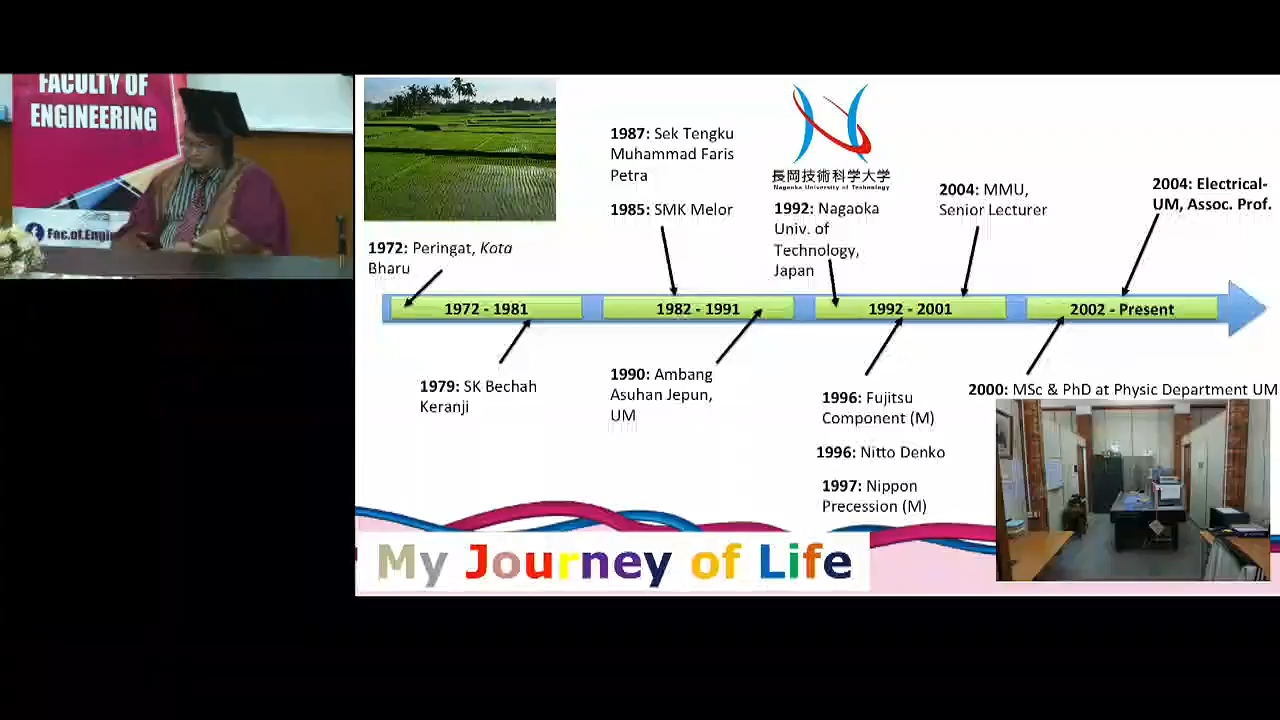 FACULTY OF
ENGINEERING
Fac.of.Engin
1987: Sek Tengku
Muhammad Faris
Petra
1985: SMK Melor
長岡技術科学大学
Nagaoka University of Technology
1992: Nagaoka
Univ. of
Technology,
Japan
2004: MMU,
Senior Lecturer
2004: Electrical-
UM, Assoc. Prof.
1972: Peringat, Kota
Bharu
1972 - 1981
1982 - 1991
1992 - 2001
2002 - Present
1979: SK Bechah
Keranji
1990: Ambang
Asuhan Jepun,
UM
1996: Fujitsu
Component (M)
1996: Nitto Denko
1997: Nippon
Precession (M)
2000: MSc & PhD at Physic Department UM
My Journey of Life